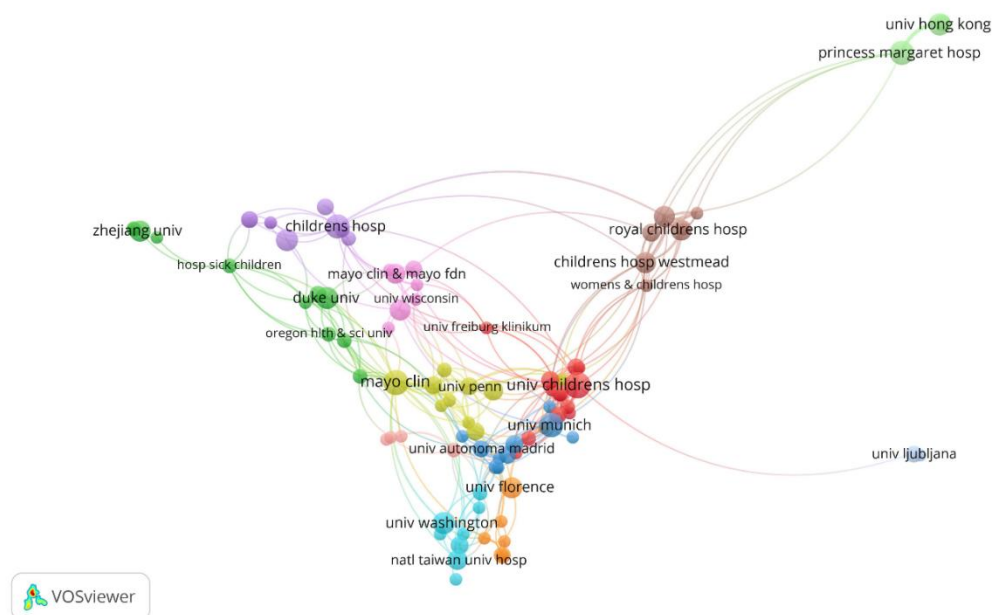 univ hong kong
princess margaret hosp
childrens hosp
zhejiang univ
royal childrens hosp
hosp sick children
mayo clin & mayo fdn
childrens hosp westmead
womens & childrens hosp
duke univ
univ wisconsin
oregon hlth & sci univ
univ freiburg klinikum
mayo clin
univ penn
univ childrens hosp
univ munich
univ autonoma madrid
univ ljubljana
univ florence
univ washington
natl taiwan univ hosp
VOSviewer